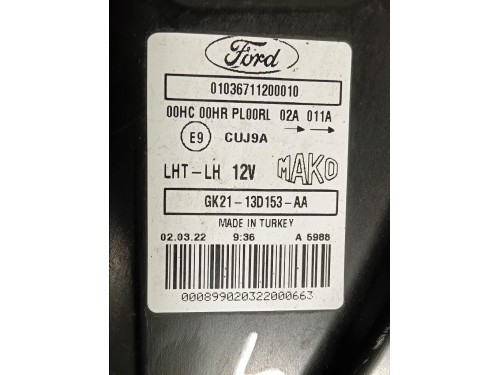 Ford
01036711200010
00HC 00HR PL00RL 02A 011A
E9 CUJ9A
LHT-LH 12V MAKO
GK21-13D153-AA
MADE IN TURKEY
02.03.22 9:36 A 5988
000899020322000663